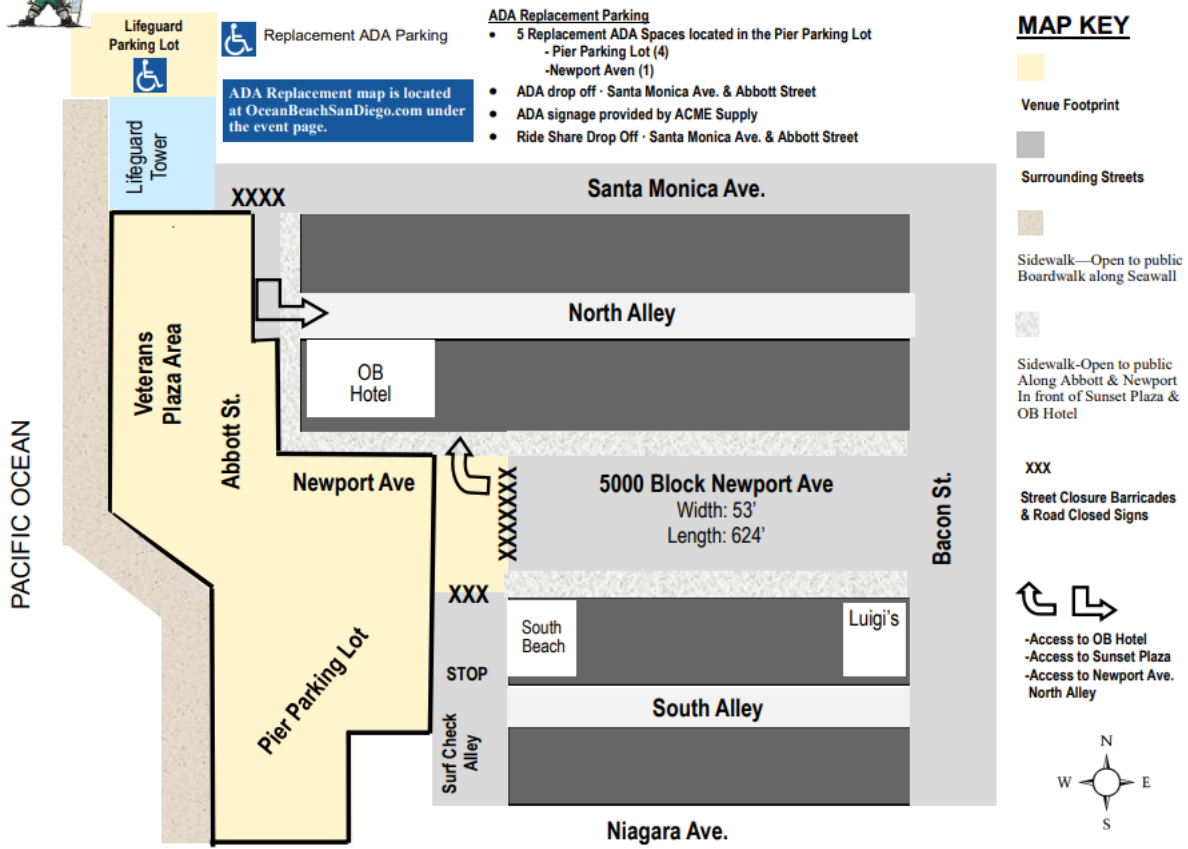 Lifeguard
Parking Lot
Replacement ADA Parking
ADA Replacement map is located
at OceanBeachSanDiego.com under
the event page.
ADA Replacement Parking
• 5 Replacement ADA Spaces located in the Pier Parking Lot
- Pier Parking Lot (4)
-Newport Aven (1)
• ADA drop off · Santa Monica Ave. & Abbott Street
• ADA signage provided by ACME Supply
• Ride Share Drop Off · Santa Monica Ave. & Abbott Street
Lifeguard
Tower
XXXX
Santa Monica Ave.
North Alley
Veterans
Plaza Area
OB
Hotel
Abbott St.
PACIFIC OCEAN
Newport Ave
XXXXXXX
5000 Block Newport Ave
Width: 53’
Length: 624’
Bacon St.
XXX
South
Beach
Luigi’s
STOP
Pier Parking Lot
South Alley
Surf Check
Alley
Niagara Ave.
MAP KEY
Venue Footprint
Surrounding Streets
Sidewalk—Open to public
Boardwalk along Seawall
Sidewalk-Open to public
Along Abbott & Newport
In front of Sunset Plaza &
OB Hotel
XXX
Street Closure Barricades
& Road Closed Signs
-Access to OB Hotel
-Access to Sunset Plaza
-Access to Newport Ave.
North Alley
N
W E
S